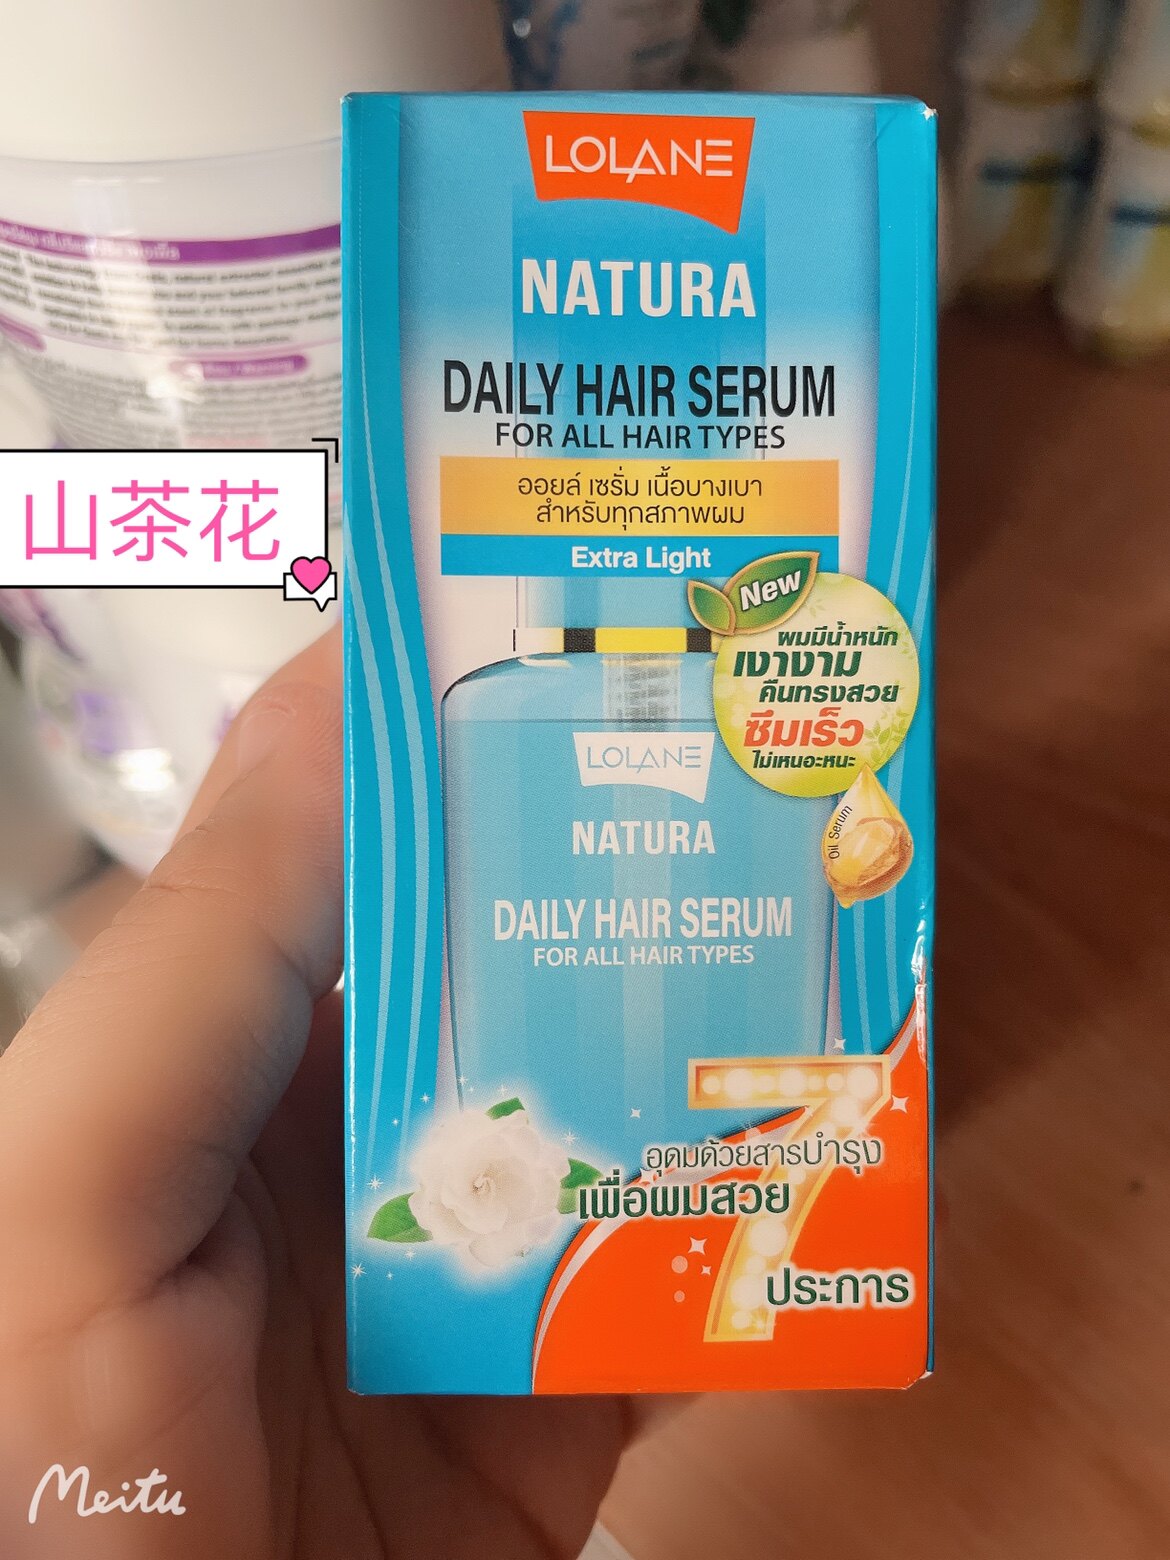 LOLANE
NATURA
DAILY HAIR SERUM
FOR ALL HAIR TYPES
ออยล์ เซรั่ม เนื้อบางเบา
สำหรับทุกสภาพผม
Extra Light
New
ผมมีน้ำหนัก
เงางาม
คืนทรงสวย
ซึมเร็ว
ไม่เหนอะหนะ
Oil Serum
LOLANE
NATURA
DAILY HAIR SERUM
FOR ALL HAIR TYPES
7
อุดมด้วยสารบำรุง
เพื่อผมสวย
ประการ
山茶花
Meitu